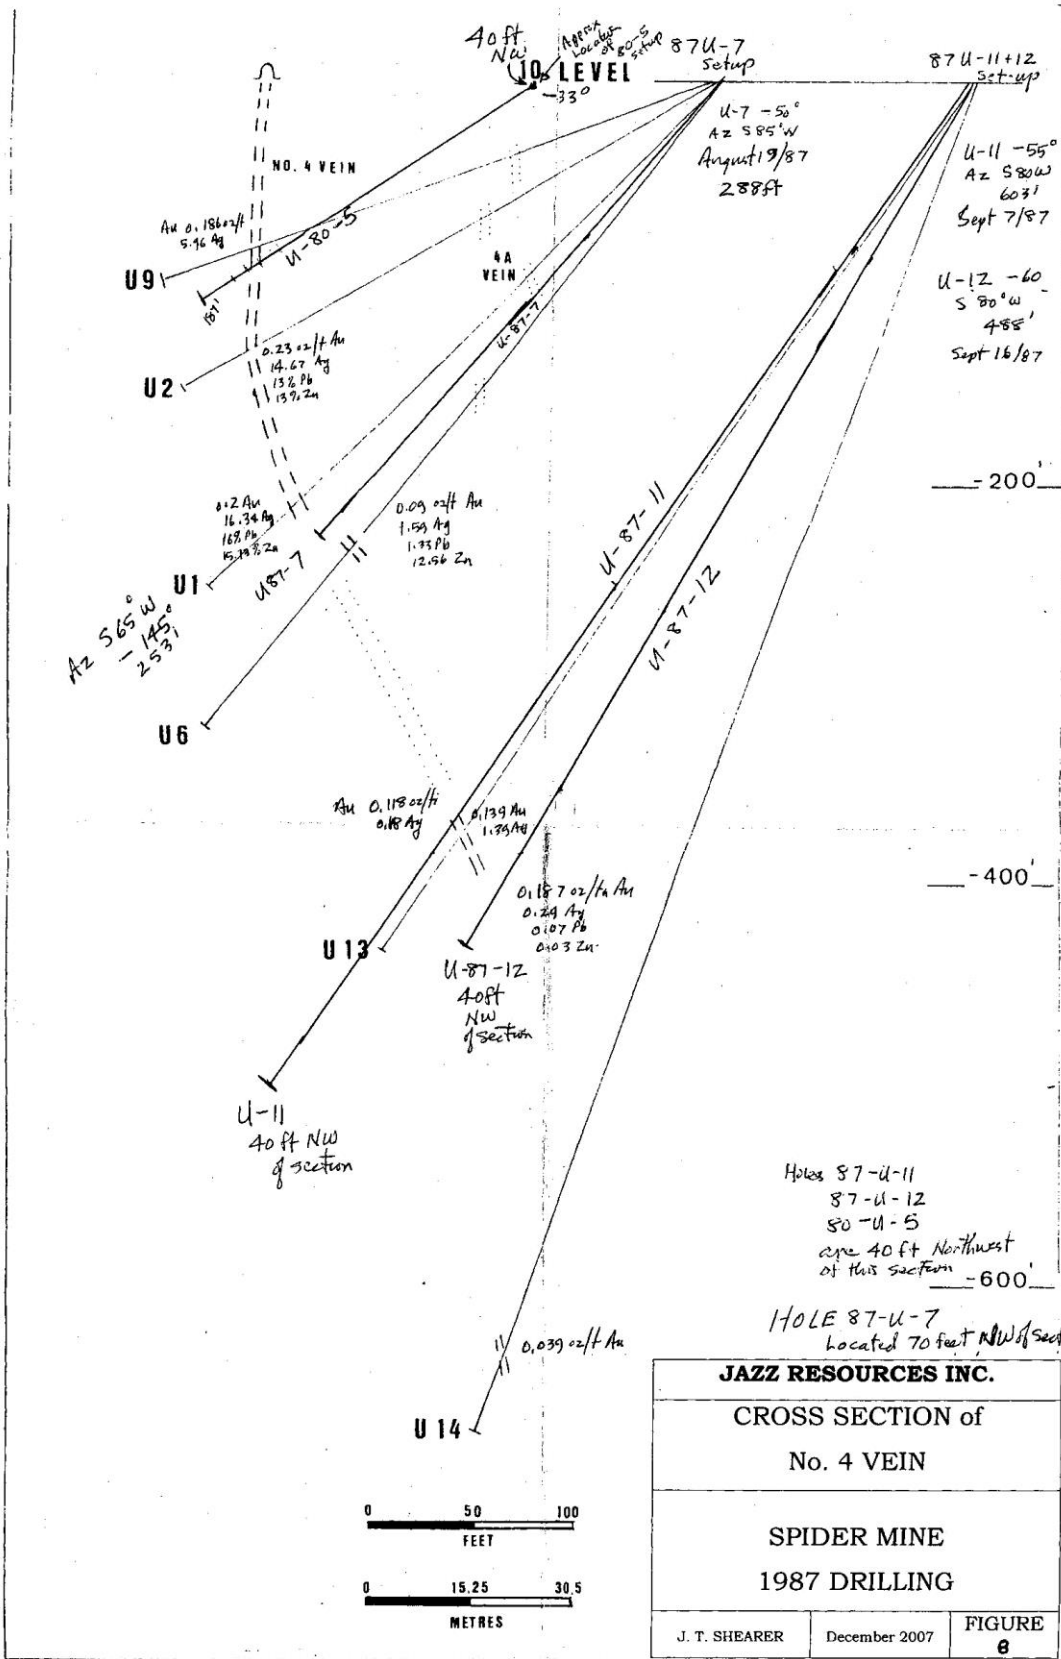 40ft
NW
Approx
Location
of 80-5
setup
10 LEVEL
-33°
87U-7
Setup
87U-11+12
Set-up
U-7 -50°
Az S85°W
August 19/87
288ft
U-11 -55°
Az S80W
603'
Sept 7/87
U-12 -60
S 80°W
488'
Sept 16/87
NO. 4 VEIN
Au 0.186oz/t
5.96 Ag
U9
187'
U-80-5
4A
VEIN
U-87-7
0.23 oz/t Au
14.67 Ag
13% Pb
13% Zn
U2
-200'
0.2 Au
16.34 Ag
16% Pb
15.13% Zn
U1
U87-7
0.09 oz/t Au
1.59 Ag
1.33 Pb
12.56 Zn
U-87-11
U-87-12
Az S65°W
-145°
253'
U6
Au 0.118 oz/t
0.18 Ag
0.139 Au
1.39 Ag
-400'
0.187 oz/tn Au
0.29 Ag
0.07 Pb
0.03 Zn
U13
U-87-12
40ft
NW
of section
U-11
40 ft NW
of section
Holes 87-U-11
87-U-12
80-U-5
are 40 ft Northwest
of this section
-600'
HOLE 87-U-7
Located 70 feet NW of Sect
0.039 oz/t Au
U14
JAZZ RESOURCES INC.
CROSS SECTION of
No. 4 VEIN
SPIDER MINE
1987 DRILLING
J. T. SHEARER
December 2007
FIGURE
8
0 50 100
FEET
0 15.25 30.5
METRES